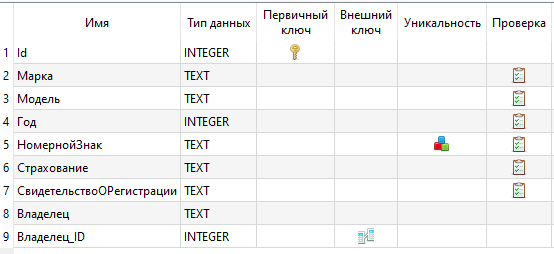 Имя Тип данных Первичный ключ Внешний ключ Уникальность Проверка
1 Id INTEGER
2 Марка TEXT
3 Модель TEXT
4 Год INTEGER
5 НомернойЗнак TEXT
6 Страхование TEXT
7 СвидетельствоОРегистрации TEXT
8 Владелец TEXT
9 Владелец_ID INTEGER